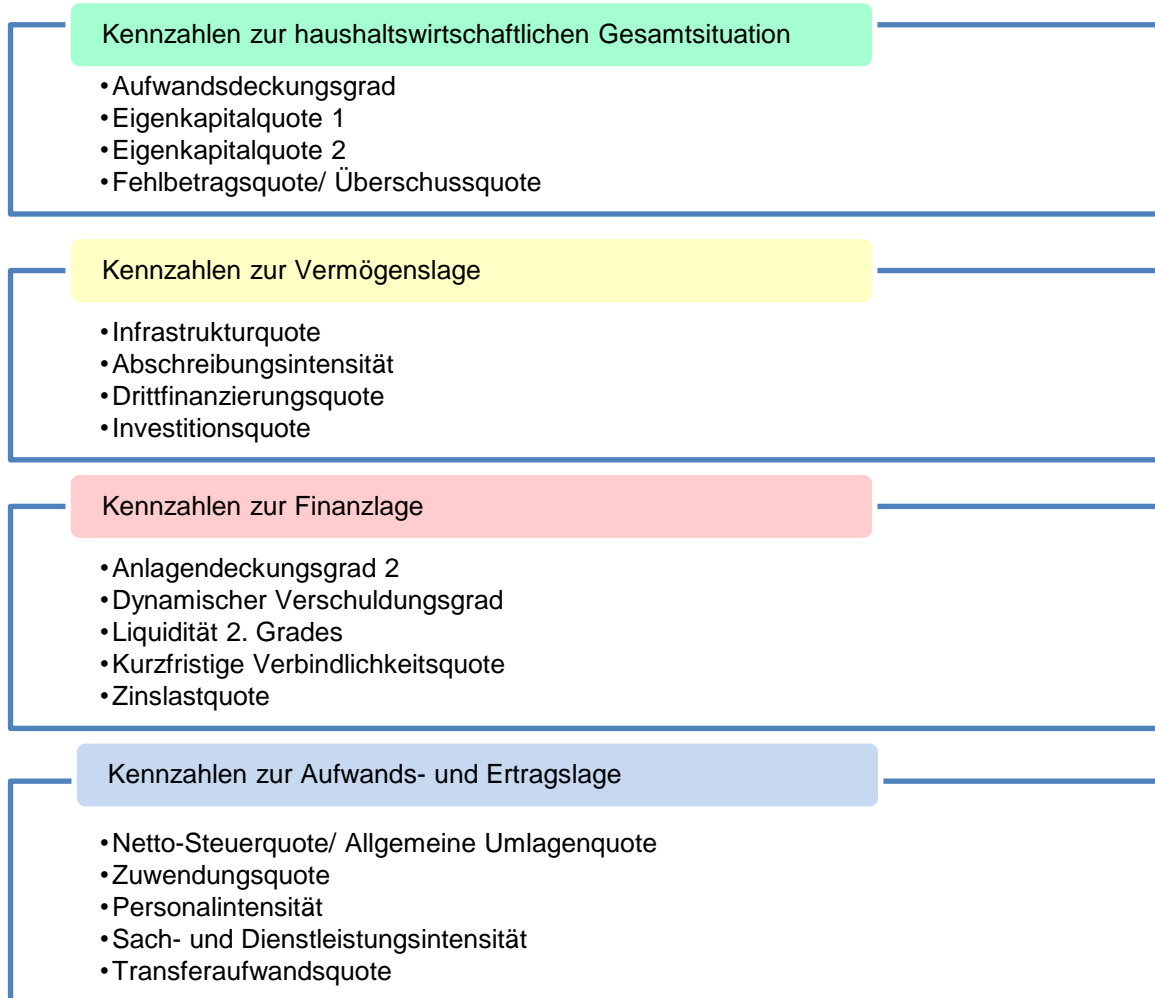 Kennzahlen zur haushaltswirtschaftlichen Gesamtsituation
•Aufwandsdeckungsgrad
•Eigenkapitalquote 1
•Eigenkapitalquote 2
•Fehlbetragsquote/ Überschussquote
Kennzahlen zur Vermögenslage
•Infrastrukturquote
•Abschreibungsintensität
•Drittfinanzierungsquote
•Investitionsquote
Kennzahlen zur Finanzlage
•Anlagendeckungsgrad 2
•Dynamischer Verschuldungsgrad
•Liquidität 2. Grades
•Kurzfristige Verbindlichkeitsquote
•Zinslastquote
Kennzahlen zur Aufwands- und Ertragslage
•Netto-Steuerquote/ Allgemeine Umlagenquote
•Zuwendungsquote
•Personalintensität
•Sach- und Dienstleistungsintensität
•Transferaufwandsquote